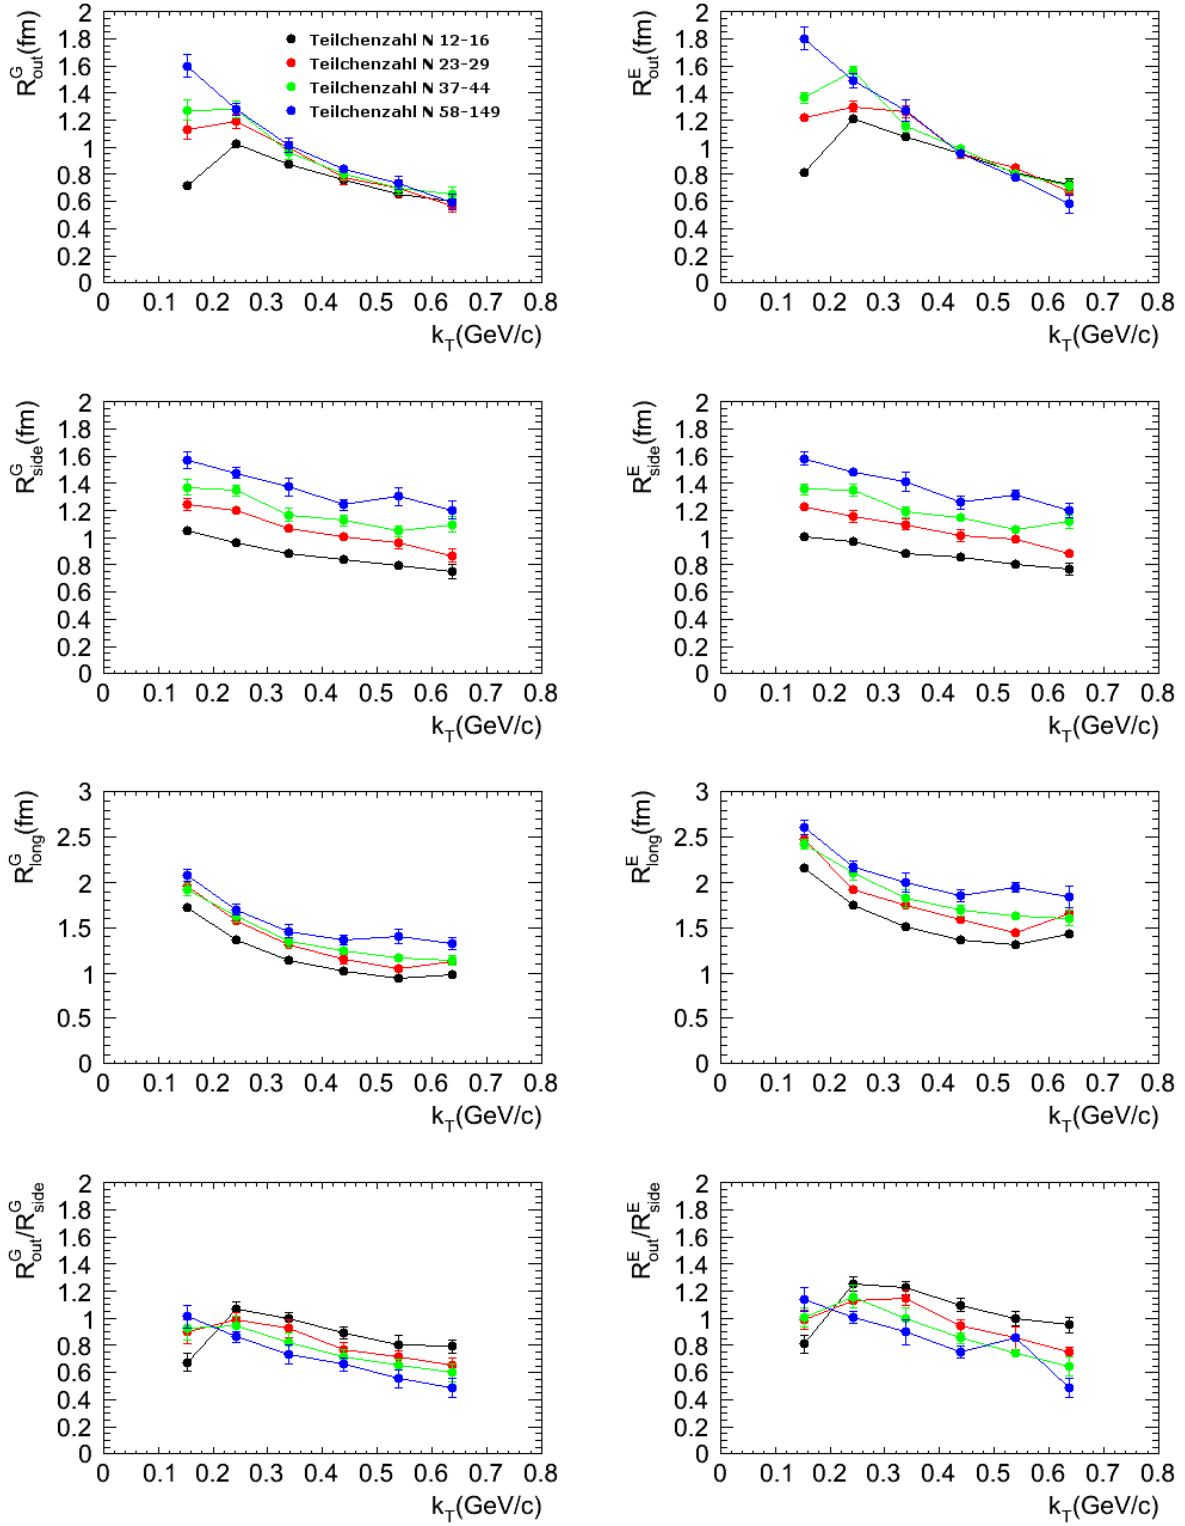 R^G_out(fm)
2
1.8
1.6
1.4
1.2
1
0.8
0.6
0.4
0.2
0
Teilchenzahl N 12-16
Teilchenzahl N 23-29
Teilchenzahl N 37-44
Teilchenzahl N 58-149
0 0.1 0.2 0.3 0.4 0.5 0.6 0.7 0.8
k_T(GeV/c)
R^E_out(fm)
2
1.8
1.6
1.4
1.2
1
0.8
0.6
0.4
0.2
0
0 0.1 0.2 0.3 0.4 0.5 0.6 0.7 0.8
k_T(GeV/c)
R^G_side(fm)
2
1.8
1.6
1.4
1.2
1
0.8
0.6
0.4
0.2
0
0 0.1 0.2 0.3 0.4 0.5 0.6 0.7 0.8
k_T(GeV/c)
R^E_side(fm)
2
1.8
1.6
1.4
1.2
1
0.8
0.6
0.4
0.2
0
0 0.1 0.2 0.3 0.4 0.5 0.6 0.7 0.8
k_T(GeV/c)
R^G_long(fm)
3
2.5
2
1.5
1
0.5
0
0 0.1 0.2 0.3 0.4 0.5 0.6 0.7 0.8
k_T(GeV/c)
R^E_long(fm)
3
2.5
2
1.5
1
0.5
0
0 0.1 0.2 0.3 0.4 0.5 0.6 0.7 0.8
k_T(GeV/c)
R^G_out/R^G_side
2
1.8
1.6
1.4
1.2
1
0.8
0.6
0.4
0.2
0
0 0.1 0.2 0.3 0.4 0.5 0.6 0.7 0.8
k_T(GeV/c)
R^E_out/R^E_side
2
1.8
1.6
1.4
1.2
1
0.8
0.6
0.4
0.2
0
0 0.1 0.2 0.3 0.4 0.5 0.6 0.7 0.8
k_T(GeV/c)